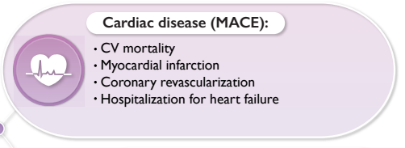 Cardiac disease (MACE):
• CV mortality
• Myocardial infarction
• Coronary revascularization
• Hospitalization for heart failure